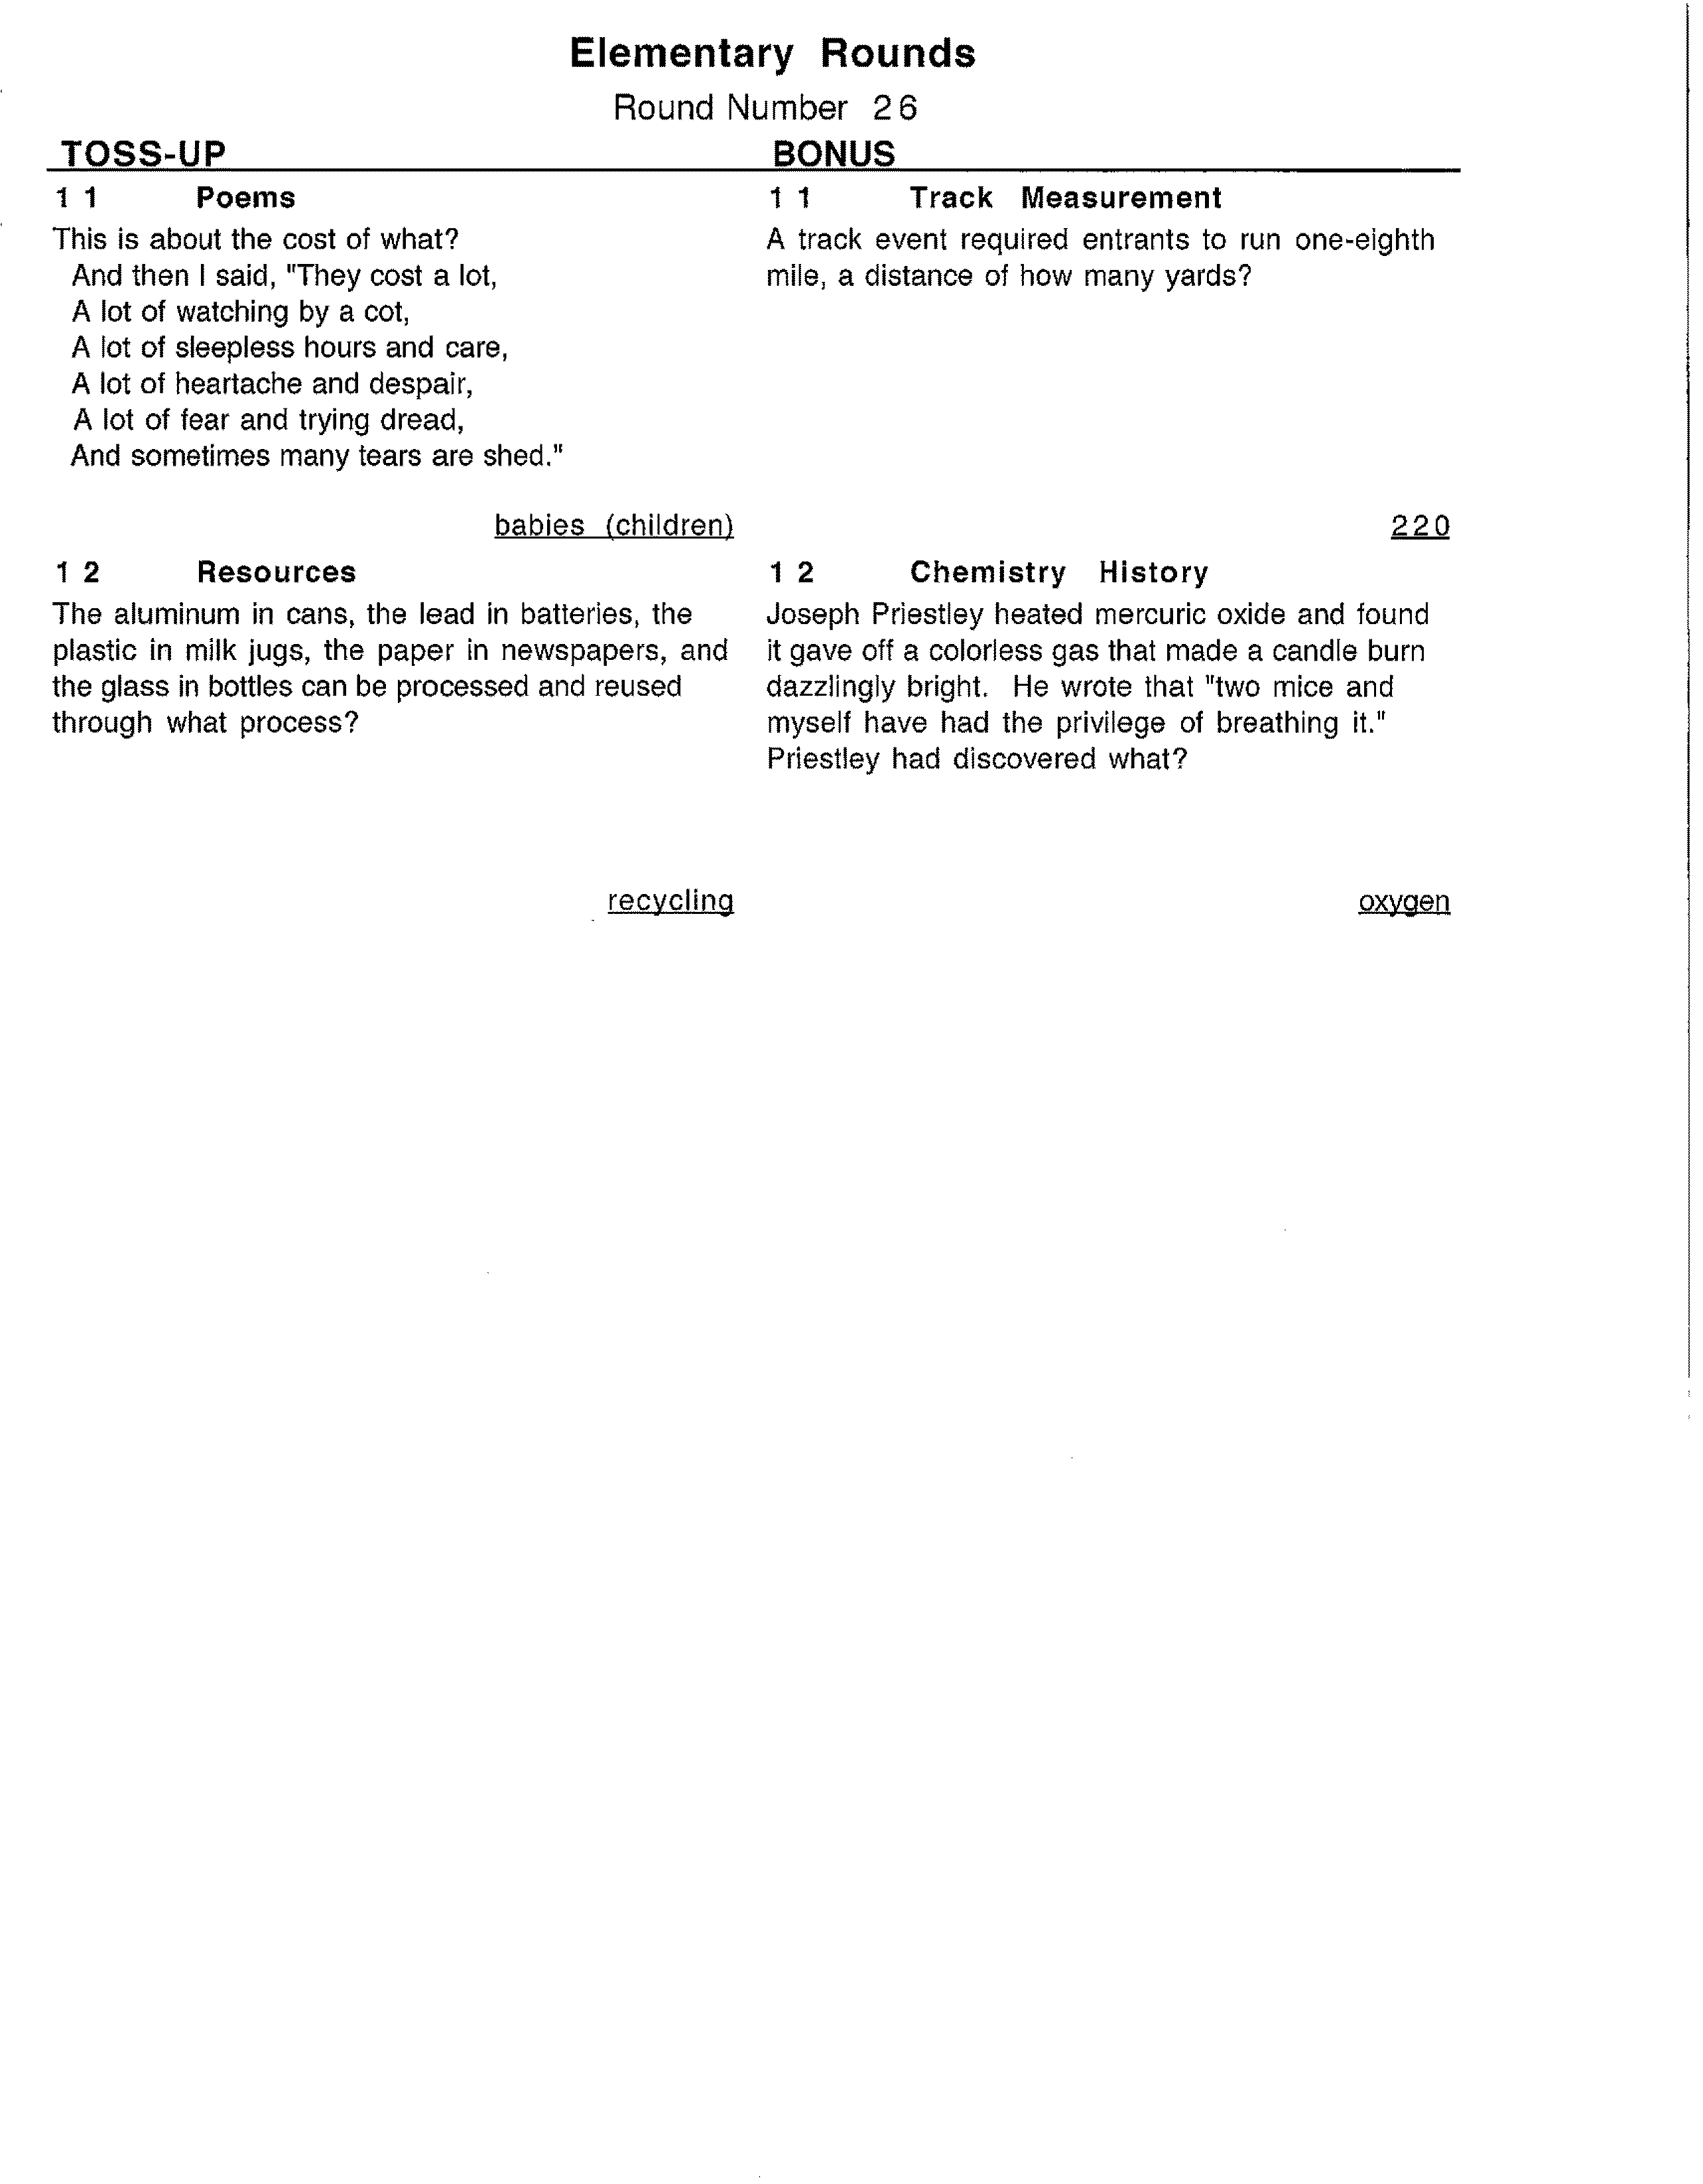 Elementary Rounds
Round Number 26
TOSS-UP
11 Poems
This is about the cost of what?
And then I said, "They cost a lot,
A lot of watching by a cot,
A lot of sleepless hours and care,
A lot of heartache and despair,
A lot of fear and trying dread,
And sometimes many tears are shed."
babies (children)
12 Resources
The aluminum in cans, the lead in batteries, the
plastic in milk jugs, the paper in newspapers, and
the glass in bottles can be processed and reused
through what process?
recycling
BONUS
11 Track Measurement
A track event required entrants to run one-eighth
mile, a distance of how many yards?
220
12 Chemistry History
Joseph Priestley heated mercuric oxide and found
it gave off a colorless gas that made a candle burn
dazzlingly bright. He wrote that "two mice and
myself have had the privilege of breathing it."
Priestley had discovered what?
oxygen